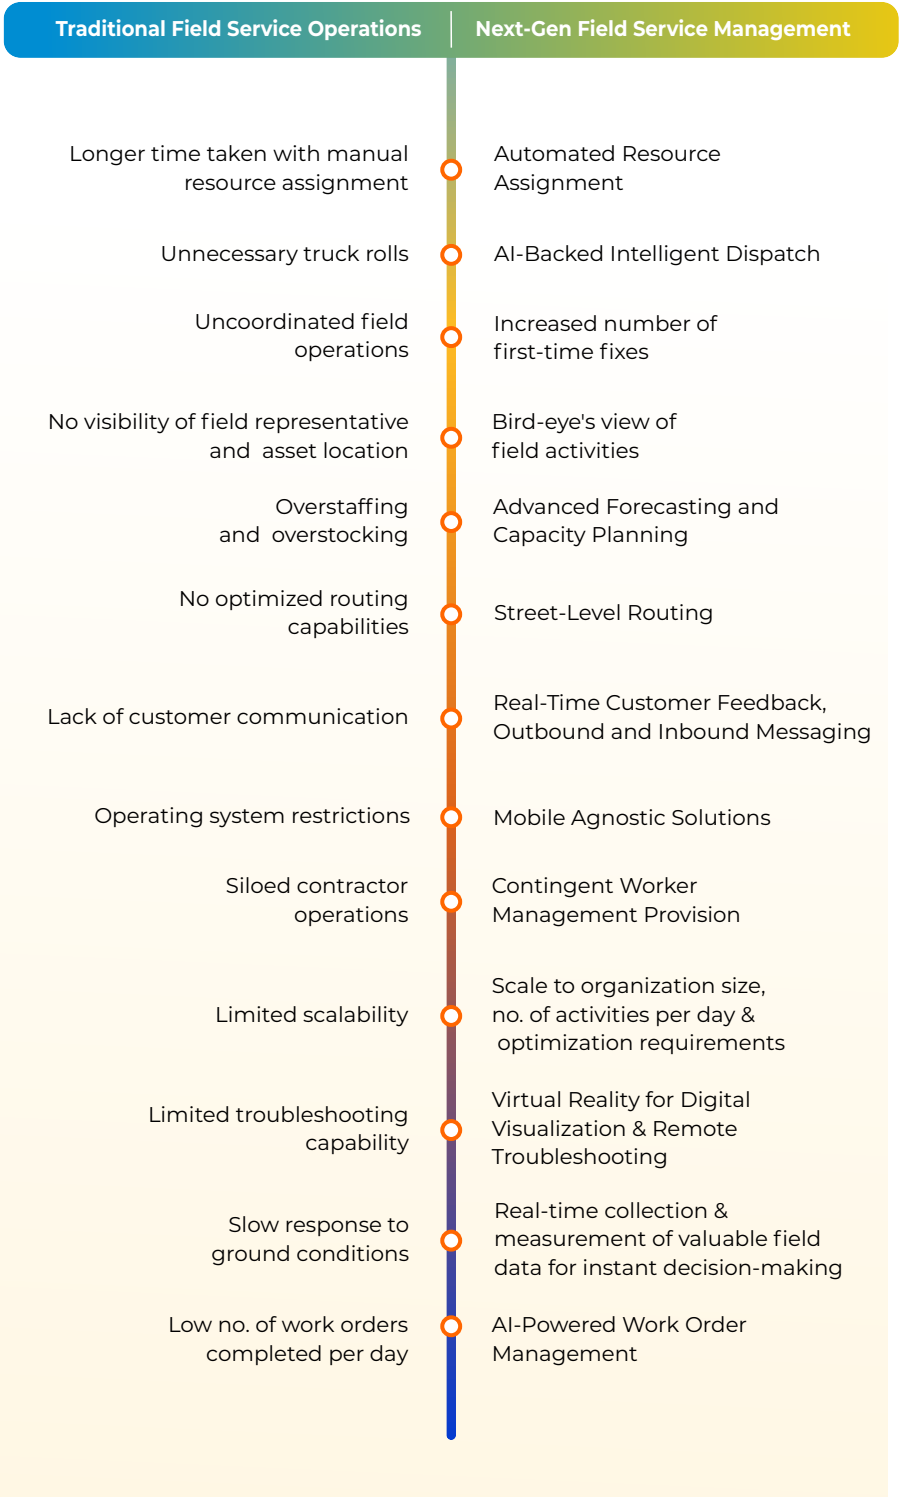 Traditional Field Service Operations
Next-Gen Field Service Management
Longer time taken with manual
resource assignment
Automated Resource
Assignment
Unnecessary truck rolls
AI-Backed Intelligent Dispatch
Uncoordinated field
operations
Increased number of
first-time fixes
No visibility of field representative
and asset location
Bird-eye's view of
field activities
Overstaffing
and overstocking
Advanced Forecasting and
Capacity Planning
No optimized routing
capabilities
Street-Level Routing
Lack of customer communication
Real-Time Customer Feedback,
Outbound and Inbound Messaging
Operating system restrictions
Mobile Agnostic Solutions
Siloed contractor
operations
Contingent Worker
Management Provision
Limited scalability
Scale to organization size,
no. of activities per day &
optimization requirements
Limited troubleshooting
capability
Virtual Reality for Digital
Visualization & Remote
Troubleshooting
Slow response to
ground conditions
Real-time collection &
measurement of valuable field
data for instant decision-making
Low no. of work orders
completed per day
AI-Powered Work Order
Management